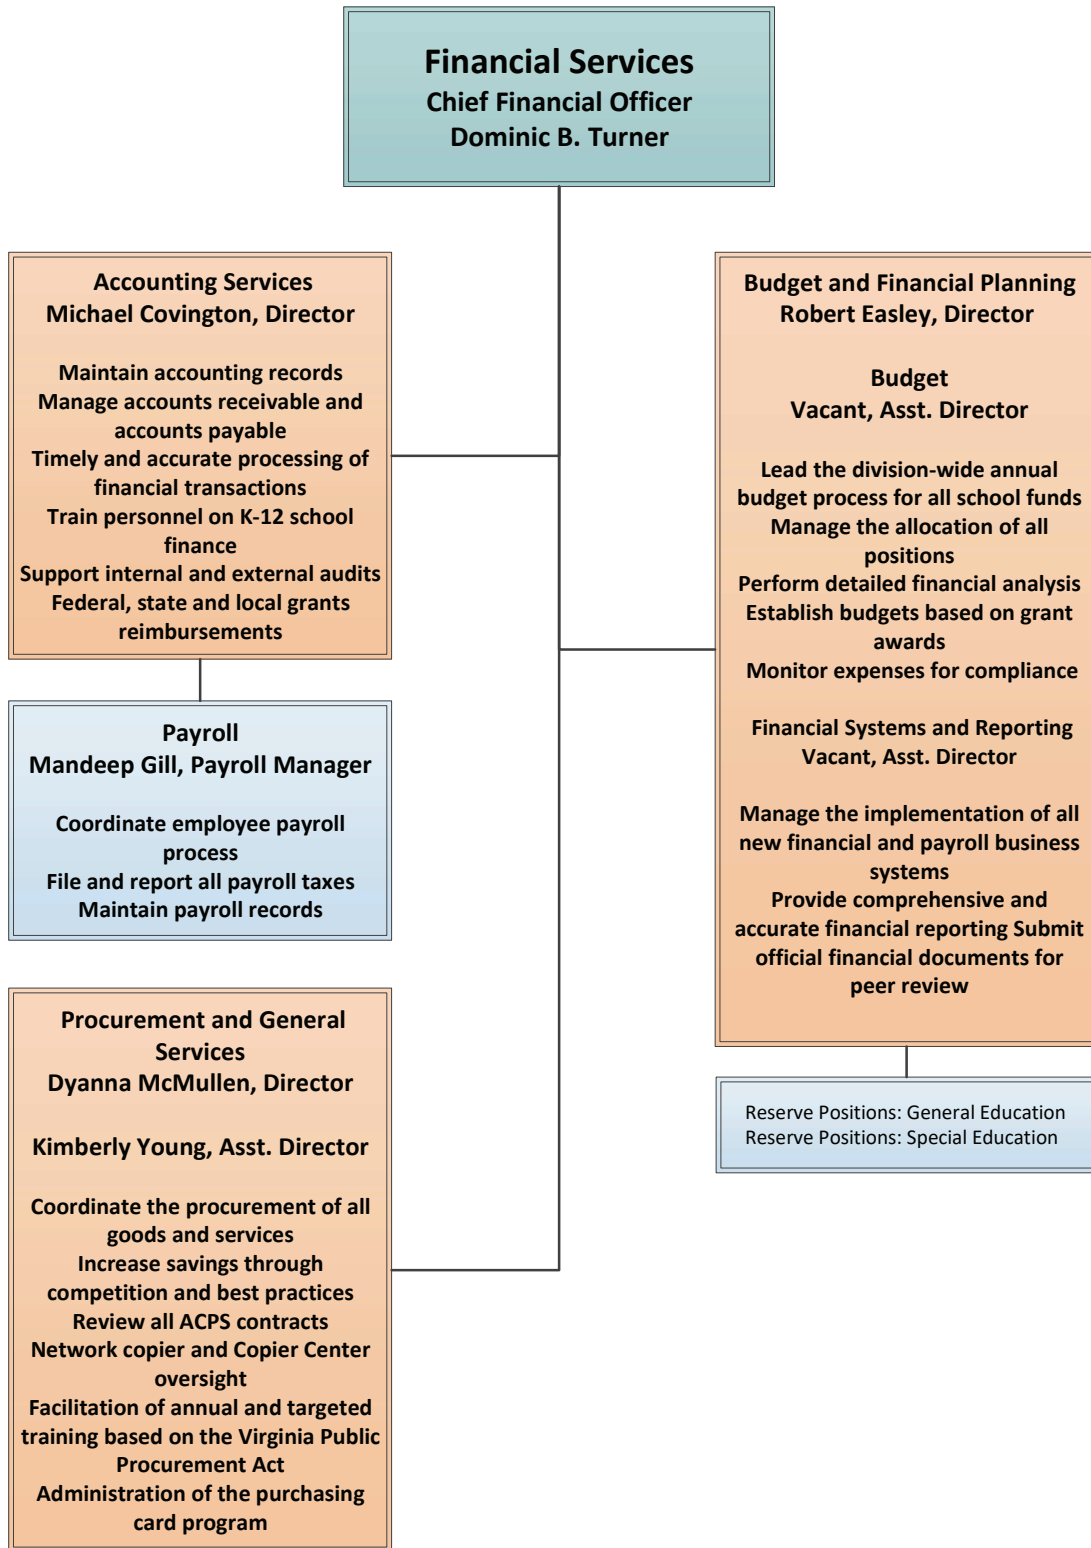 Financial Services
Chief Financial Officer
Dominic B. Turner
Accounting Services
Michael Covington, Director
Maintain accounting records
Manage accounts receivable and
accounts payable
Timely and accurate processing of
financial transactions
Train personnel on K-12 school
finance
Support internal and external audits
Federal, state and local grants
reimbursements
Payroll
Mandeep Gill, Payroll Manager
Coordinate employee payroll
process
File and report all payroll taxes
Maintain payroll records
Procurement and General
Services
Dyanna McMullen, Director
Kimberly Young, Asst. Director
Coordinate the procurement of all
goods and services
Increase savings through
competition and best practices
Review all ACPS contracts
Network copier and Copier Center
oversight
Facilitation of annual and targeted
training based on the Virginia Public
Procurement Act
Administration of the purchasing
card program
Budget and Financial Planning
Robert Easley, Director
Budget
Vacant, Asst. Director
Lead the division-wide annual
budget process for all school funds
Manage the allocation of all
positions
Perform detailed financial analysis
Establish budgets based on grant
awards
Monitor expenses for compliance
Financial Systems and Reporting
Vacant, Asst. Director
Manage the implementation of all
new financial and payroll business
systems
Provide comprehensive and
accurate financial reporting Submit
official financial documents for
peer review
Reserve Positions: General Education
Reserve Positions: Special Education